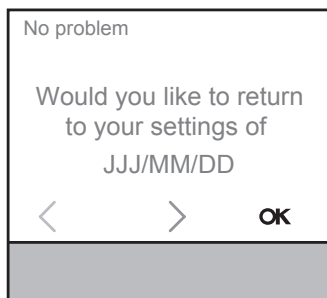 No problem
Would you like to return
to your settings of
JJJ/MM/DD
< > OK